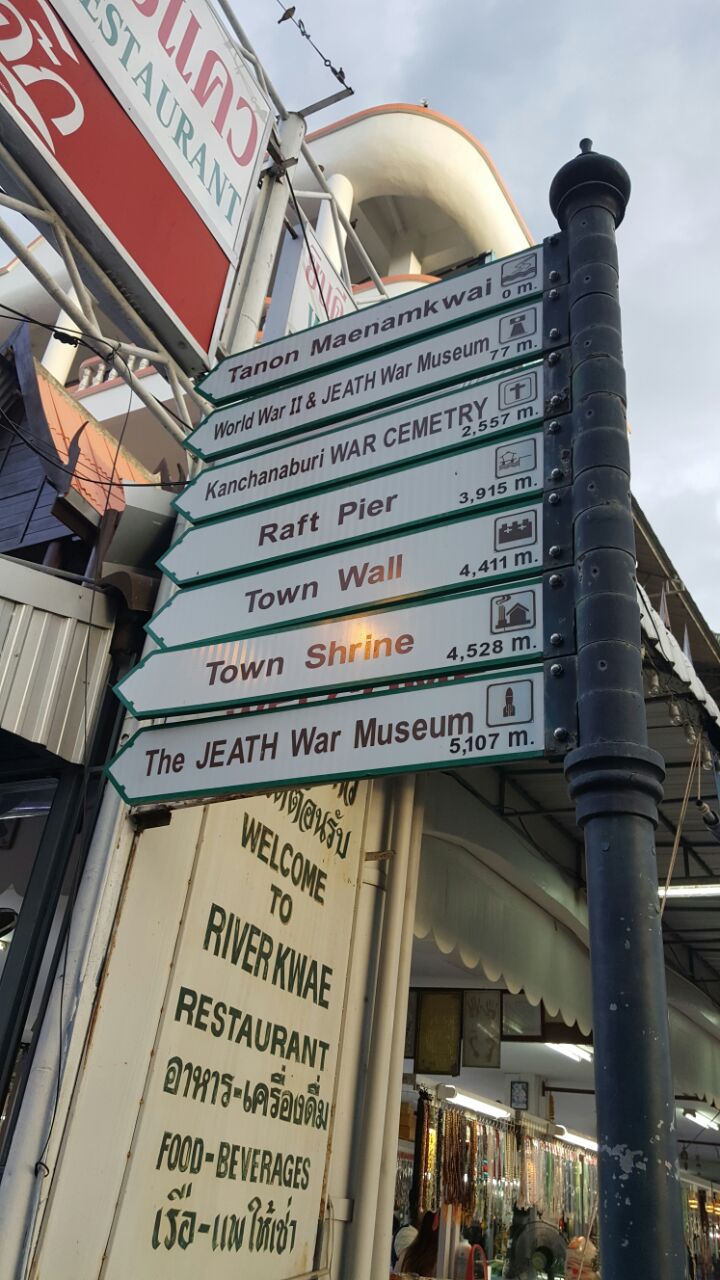 RESTAURANT
Tanon Maenamkwai 0 m.
World War II & JEATH War Museum 77 m.
Kanchanaburi WAR CEMETRY 2,557 m.
Raft Pier 3,915 m.
Town Wall 4,411 m.
Town Shrine 4,528 m.
The JEATH War Museum 5,107 m.
WELCOME
TO
RIVER KWAE
RESTAURANT
อาหาร-เครื่องดื่ม
FOOD-BEVERAGES
เรือ-แพให้เช่า